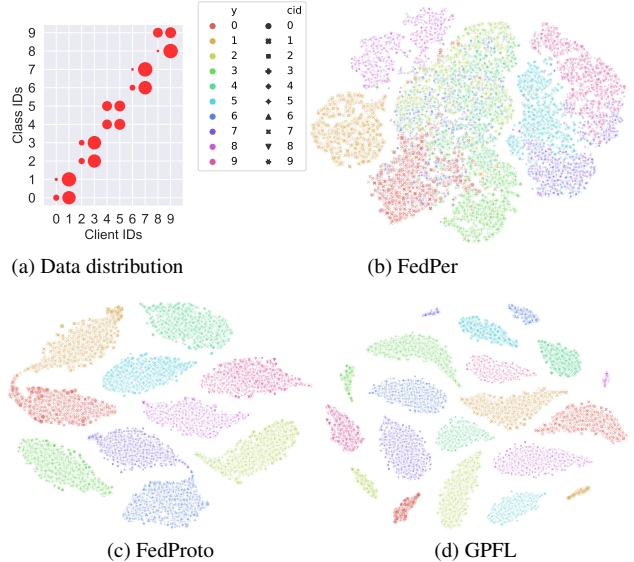 y cid
0 0
1 1
2 2
3 3
4 4
5 5
6 6
7 7
8 8
9 9
9
8
7
6
5
4
3
2
1
0
Class IDs
0 1 2 3 4 5 6 7 8 9
Client IDs
(a) Data distribution
(b) FedPer
(c) FedProto
(d) GPFL